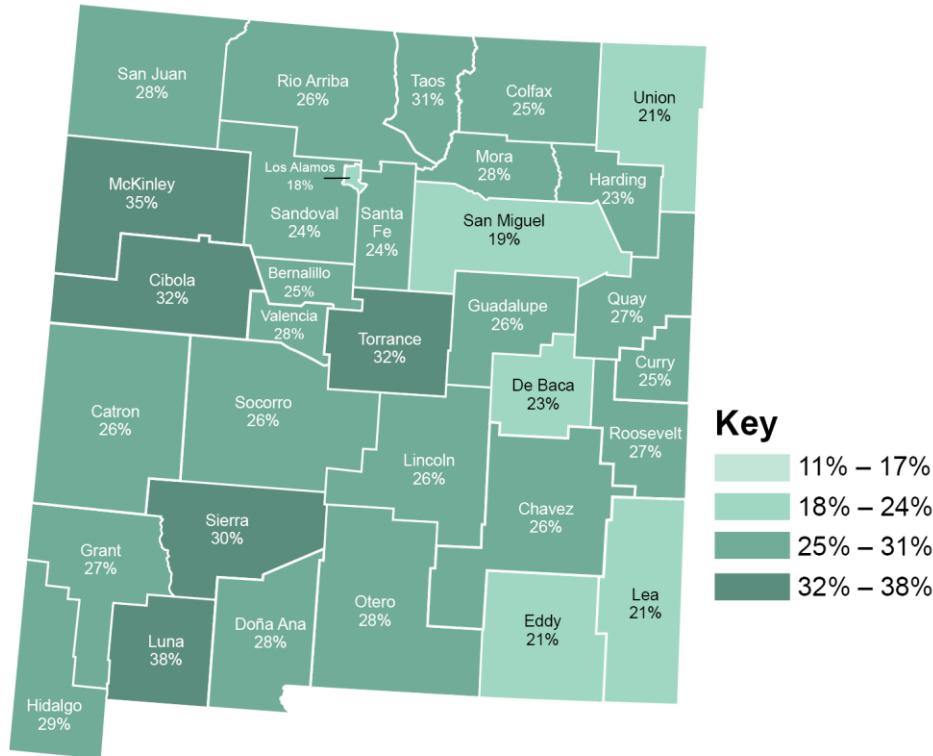 San Juan
28%
Rio Arriba
26%
Taos
31%
Colfax
25%
Union
21%
McKinley
35%
Los Alamos
18%
Sandoval
24%
Santa
Fe
24%
Mora
28%
Harding
23%
San Miguel
19%
Cibola
32%
Bernalillo
25%
Valencia
28%
Torrance
32%
Guadalupe
26%
Quay
27%
Curry
25%
De Baca
23%
Roosevelt
27%
Catron
26%
Socorro
26%
Lincoln
26%
Chavez
26%
Sierra
30%
Grant
27%
Luna
38%
Doña Ana
28%
Otero
28%
Eddy
21%
Lea
21%
Hidalgo
29%
Key
11% – 17%
18% – 24%
25% – 31%
32% – 38%